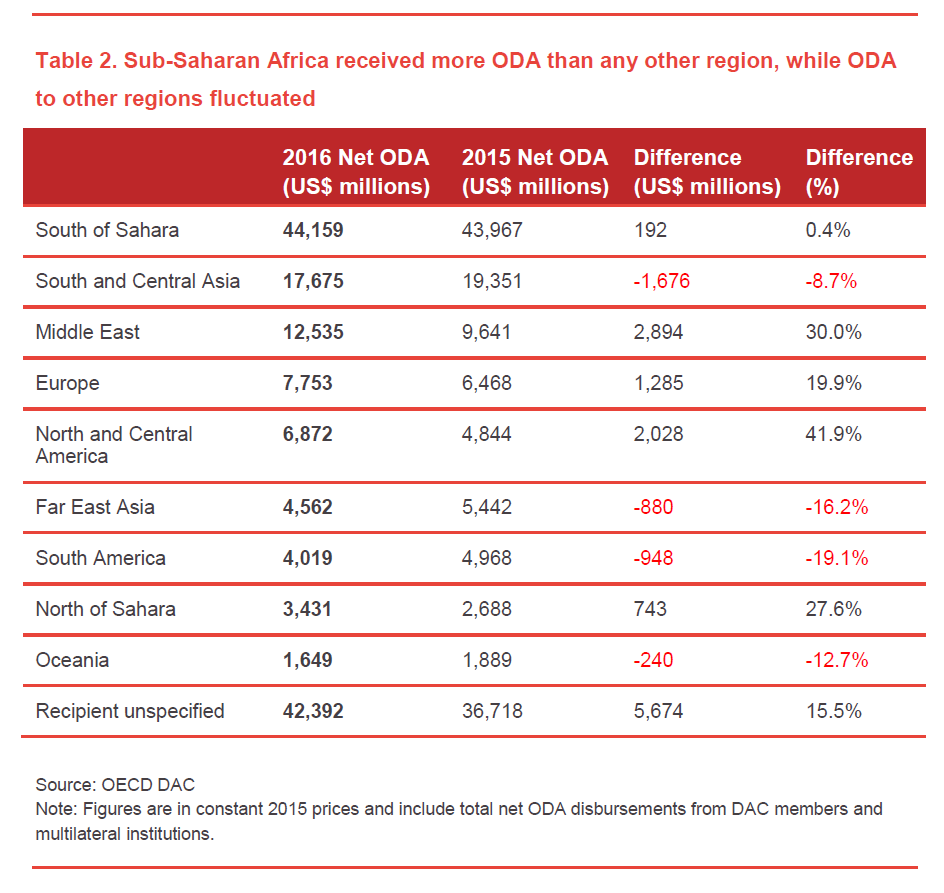 Table 2. Sub-Saharan Africa received more ODA than any other region, while ODA
to other regions fluctuated
2016 Net ODA (US$ millions) 2015 Net ODA (US$ millions) Difference (US$ millions) Difference (%)
South of Sahara 44,159 43,967 192 0.4%
South and Central Asia 17,675 19,351 -1,676 -8.7%
Middle East 12,535 9,641 2,894 30.0%
Europe 7,753 6,468 1,285 19.9%
North and Central America 6,872 4,844 2,028 41.9%
Far East Asia 4,562 5,442 -880 -16.2%
South America 4,019 4,968 -948 -19.1%
North of Sahara 3,431 2,688 743 27.6%
Oceania 1,649 1,889 -240 -12.7%
Recipient unspecified 42,392 36,718 5,674 15.5%
Source: OECD DAC
Note: Figures are in constant 2015 prices and include total net ODA disbursements from DAC members and
multilateral institutions.